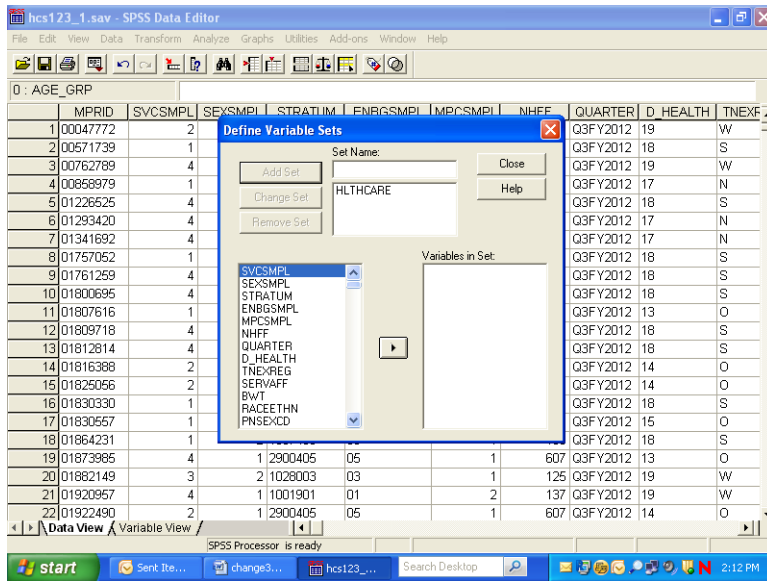 hcs123_1.sav - SPSS Data Editor
File Edit View Data Transform Analyze Graphs Utilities Add-ons Window Help
0 : AGE_GRP
MPRID SVCSMPL SEXSMPL STRATUM ENBGSMPL MPCSMPL NHFF QUARTER D_HEALTH
1 00047772 2 Q3FY2012 19 W
2 00571739 1 Q3FY2012 18 S
3 00762789 4 Q3FY2012 19 W
4 00858979 1 Q3FY2012 17 N
5 01226525 4 Q3FY2012 18 S
6 01293420 4 Q3FY2012 17 N
7 01341692 4 Q3FY2012 17 N
8 01757052 1 Q3FY2012 18 S
9 01761259 4 Q3FY2012 18 S
10 01800695 4 Q3FY2012 18 S
11 01807616 1 Q3FY2012 13 O
12 01809718 4 Q3FY2012 18 S
13 01812814 4 Q3FY2012 18 S
14 01816388 2 Q3FY2012 14 O
15 01825056 2 Q3FY2012 14 O
16 01830330 1 Q3FY2012 18 S
17 01830557 1 Q3FY2012 15 O
18 01864231 1 Q3FY2012 18 S
19 01873985 4 1 2900405 05 1 607 Q3FY2012 13 O
20 01882149 3 2 1028003 03 1 125 Q3FY2012 19 W
21 01920957 4 1 1001901 01 2 137 Q3FY2012 19 W
22 01922490 2 1 2900405 05 1 607 Q3FY2012 14 O
Define Variable Sets
Set Name:
Add Set
Change Set
Remove Set
HLTHCARE
Close
Help
Variables in Set:
SVCSMPL
SEXSMPL
STRATUM
ENBGSMPL
MPCSMPL
NHFF
QUARTER
D_HEALTH
TNEXREG
SERVAFF
BWT
RACEETHN
PNSEXCD
Data View Variable View
SPSS Processor is ready
start Sent Ite... change3... hcs123_... Search Desktop 2:12 PM